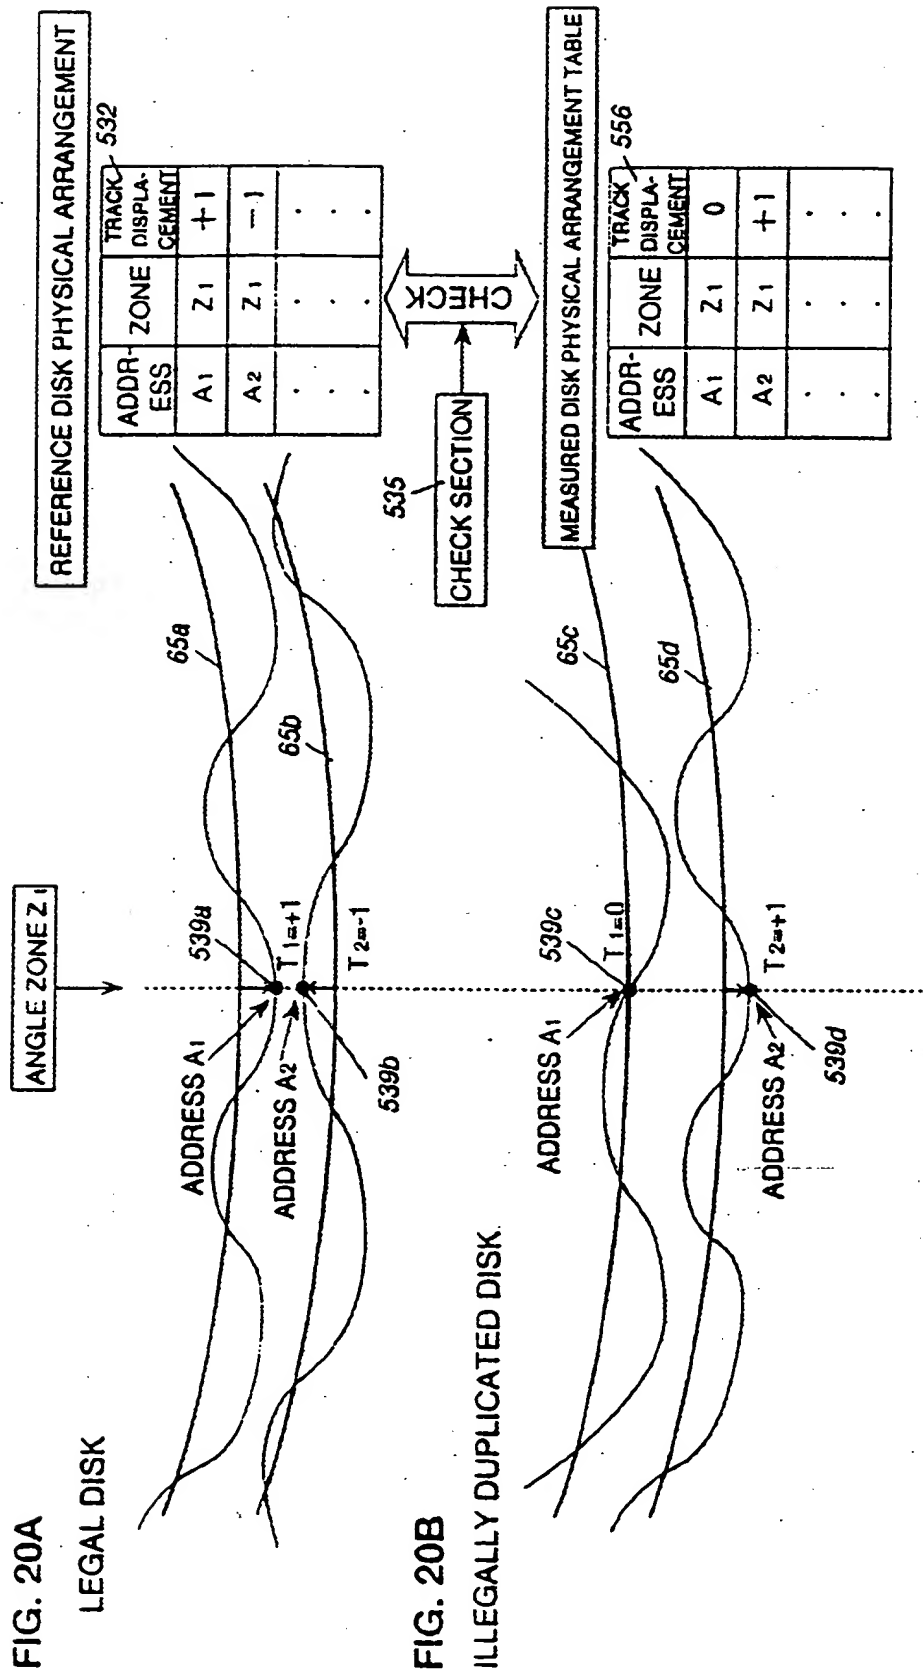 FIG. 20A
LEGAL DISK
ANGLE ZONE Z1
ADDRESS A1
539a
T1=+1
ADDRESS A2
539b
T2=-1
65a
65b
REFERENCE DISK PHYSICAL ARRANGEMENT
532
ADDR-
ESS
ZONE
TRACK
DISPLA-
CEMENT
A1
Z1
+1
A2
Z1
-1
. . .
. . .
535
CHECK SECTION
CHECK
FIG. 20B
ILLEGALLY DUPLICATED DISK.
ADDRESS A1
539c
T1=0
ADDRESS A2
539d
T2=+1
65c
65d
MEASURED DISK PHYSICAL ARRANGEMENT TABLE
556
ADDR-
ESS
ZONE
TRACK
DISPLA-
CEMENT
A1
Z1
0
A2
Z1
+1
. . .
. . .